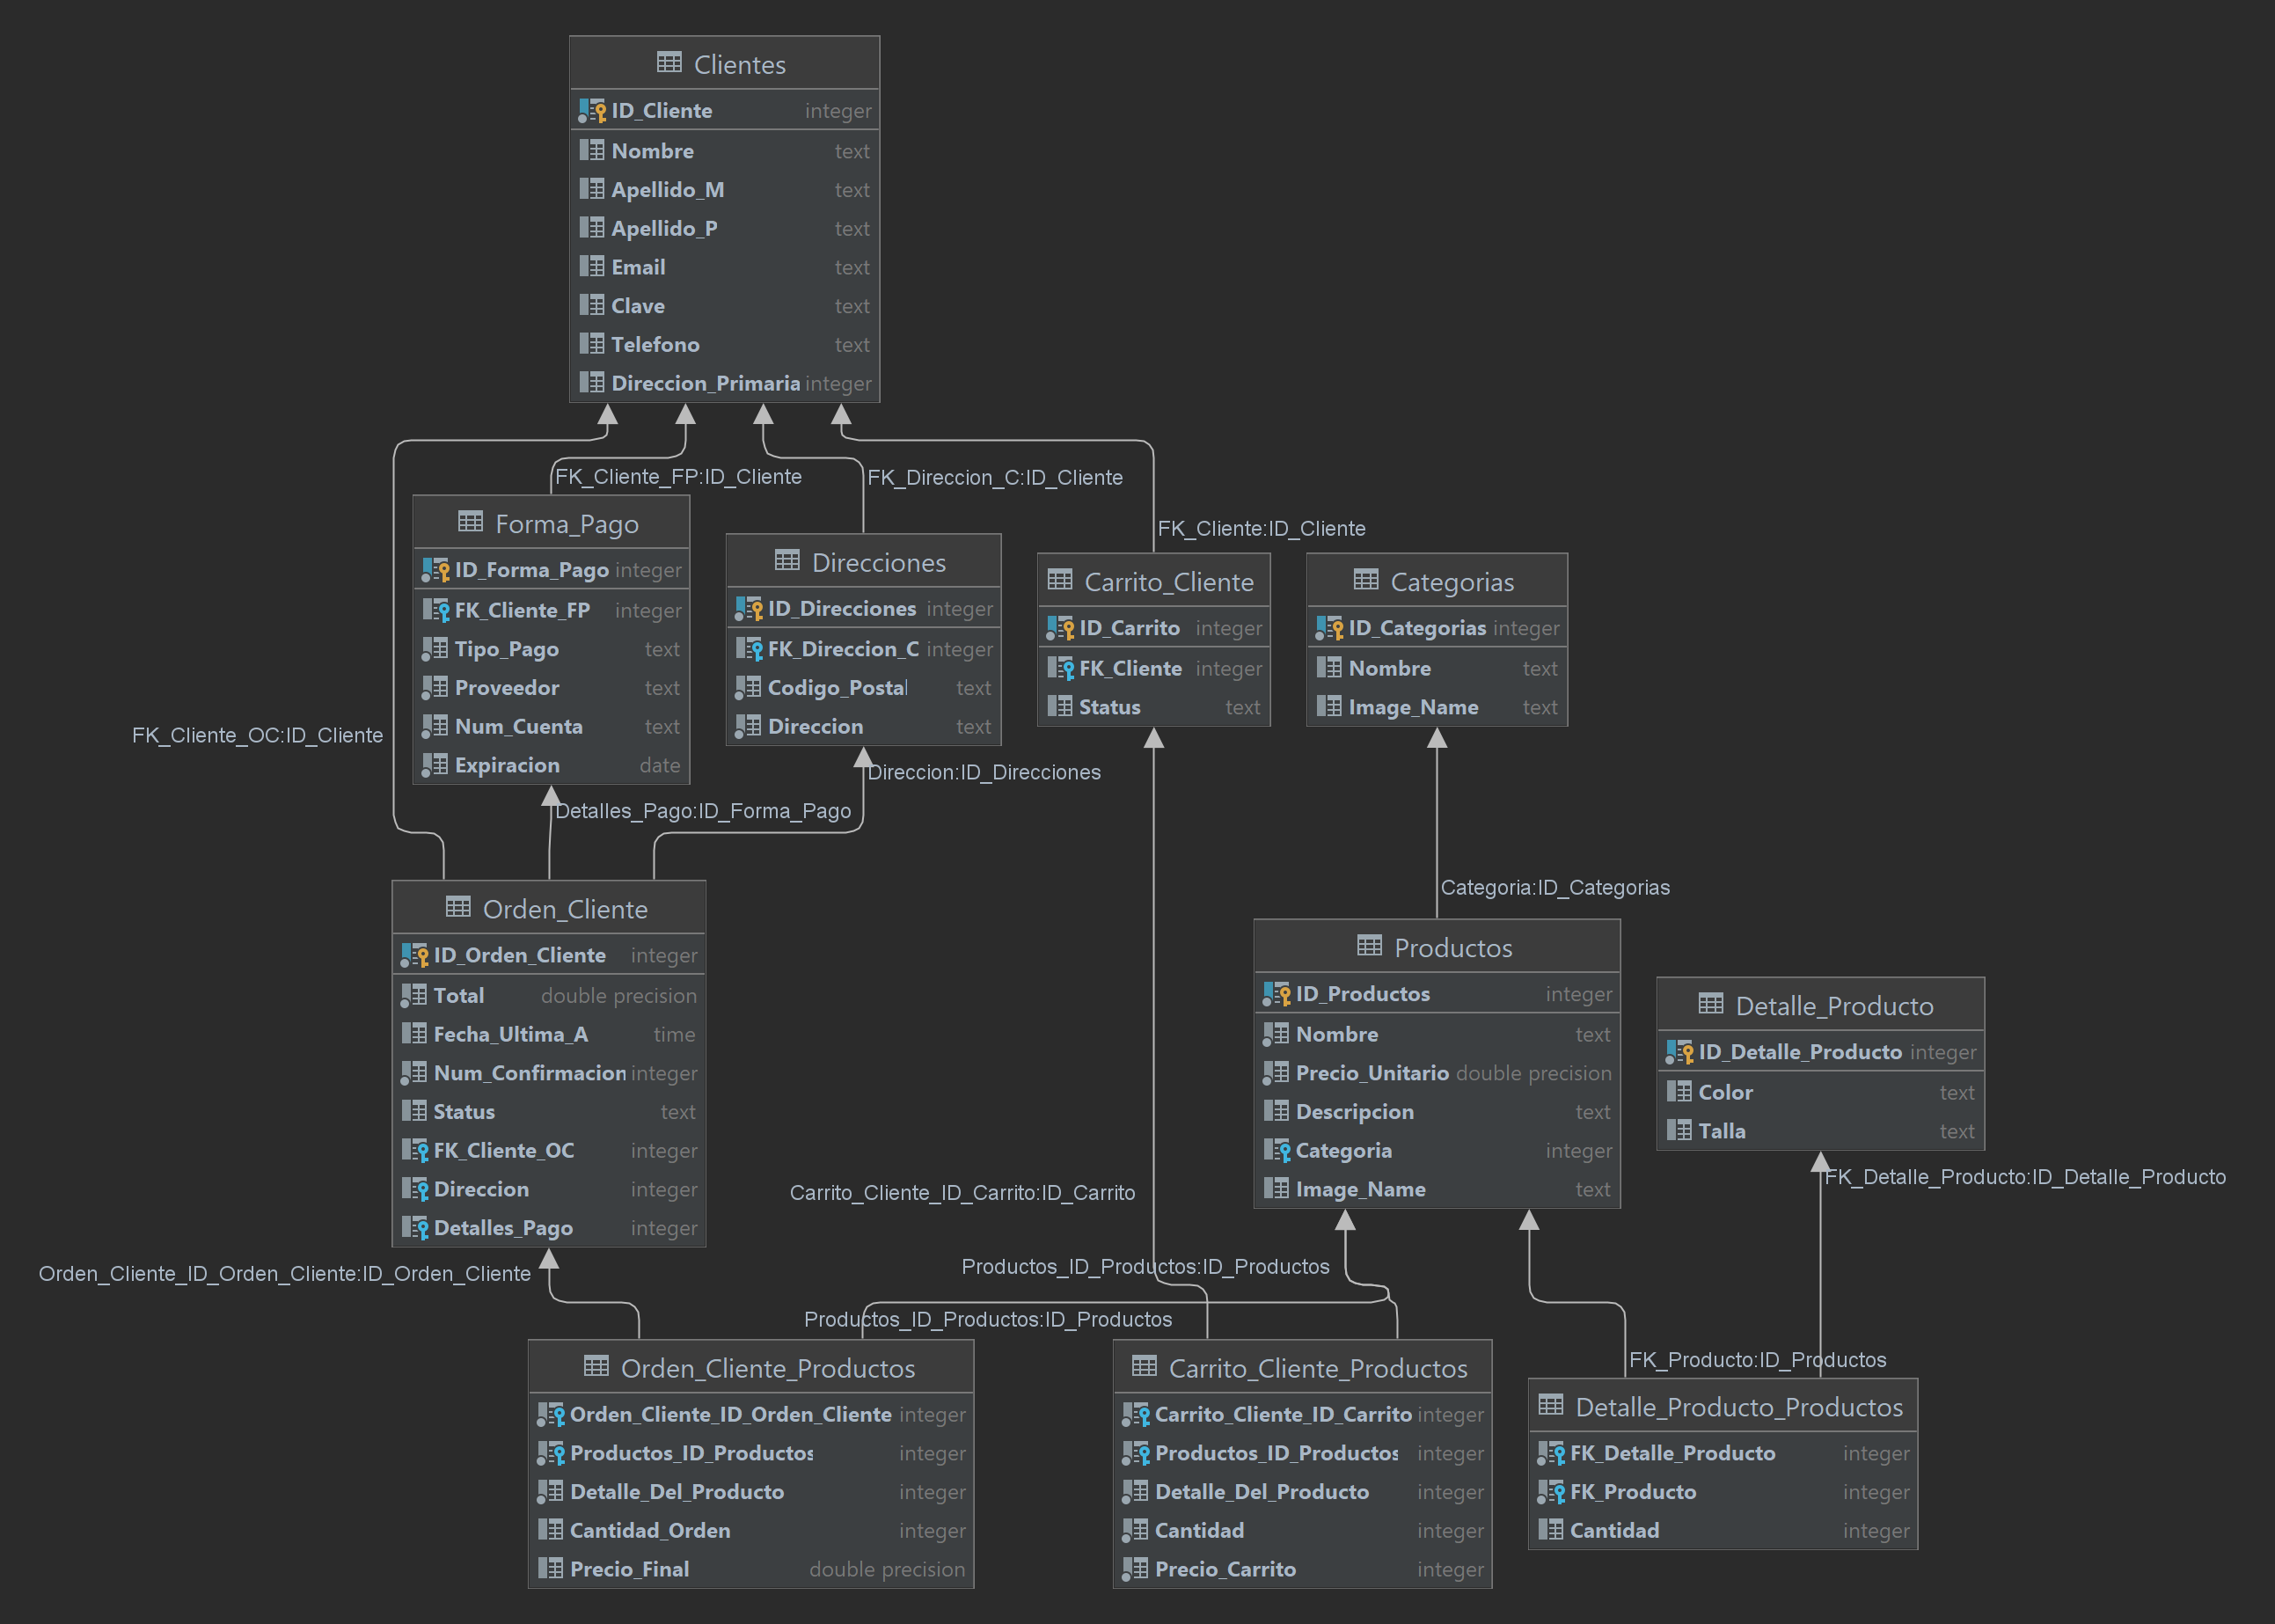 Clientes
ID_Cliente integer
Nombre text
Apellido_M text
Apellido_P text
Email text
Clave text
Telefono text
Direccion_Primaria integer
FK_Cliente_FP:ID_Cliente
FK_Direccion_C:ID_Cliente
FK_Cliente:ID_Cliente
FK_Cliente_OC:ID_Cliente
Forma_Pago
ID_Forma_Pago integer
FK_Cliente_FP integer
Tipo_Pago text
Proveedor text
Num_Cuenta text
Expiracion date
Direcciones
ID_Direcciones integer
FK_Direccion_C integer
Codigo_Postal text
Direccion text
Carrito_Cliente
ID_Carrito integer
FK_Cliente integer
Status text
Categorias
ID_Categorias integer
Nombre text
Image_Name text
Direccion:ID_Direcciones
Detalles_Pago:ID_Forma_Pago
Categoria:ID_Categorias
Orden_Cliente
ID_Orden_Cliente integer
Total double precision
Fecha_Ultima_A time
Num_Confirmacion integer
Status text
FK_Cliente_OC integer
Direccion integer
Detalles_Pago integer
Productos
ID_Productos integer
Nombre text
Precio_Unitario double precision
Descripcion text
Categoria integer
Image_Name text
Detalle_Producto
ID_Detalle_Producto integer
Color text
Talla text
FK_Detalle_Producto:ID_Detalle_Producto
Carrito_Cliente_ID_Carrito:ID_Carrito
Orden_Cliente_ID_Orden_Cliente:ID_Orden_Cliente
Productos_ID_Productos:ID_Productos
Productos_ID_Productos:ID_Productos
FK_Producto:ID_Productos
Orden_Cliente_Productos
Orden_Cliente_ID_Orden_Cliente integer
Productos_ID_Productos integer
Detalle_Del_Producto integer
Cantidad_Orden integer
Precio_Final double precision
Carrito_Cliente_Productos
Carrito_Cliente_ID_Carrito integer
Productos_ID_Productos integer
Detalle_Del_Producto integer
Cantidad integer
Precio_Carrito integer
Detalle_Producto_Productos
FK_Detalle_Producto integer
FK_Producto integer
Cantidad integer